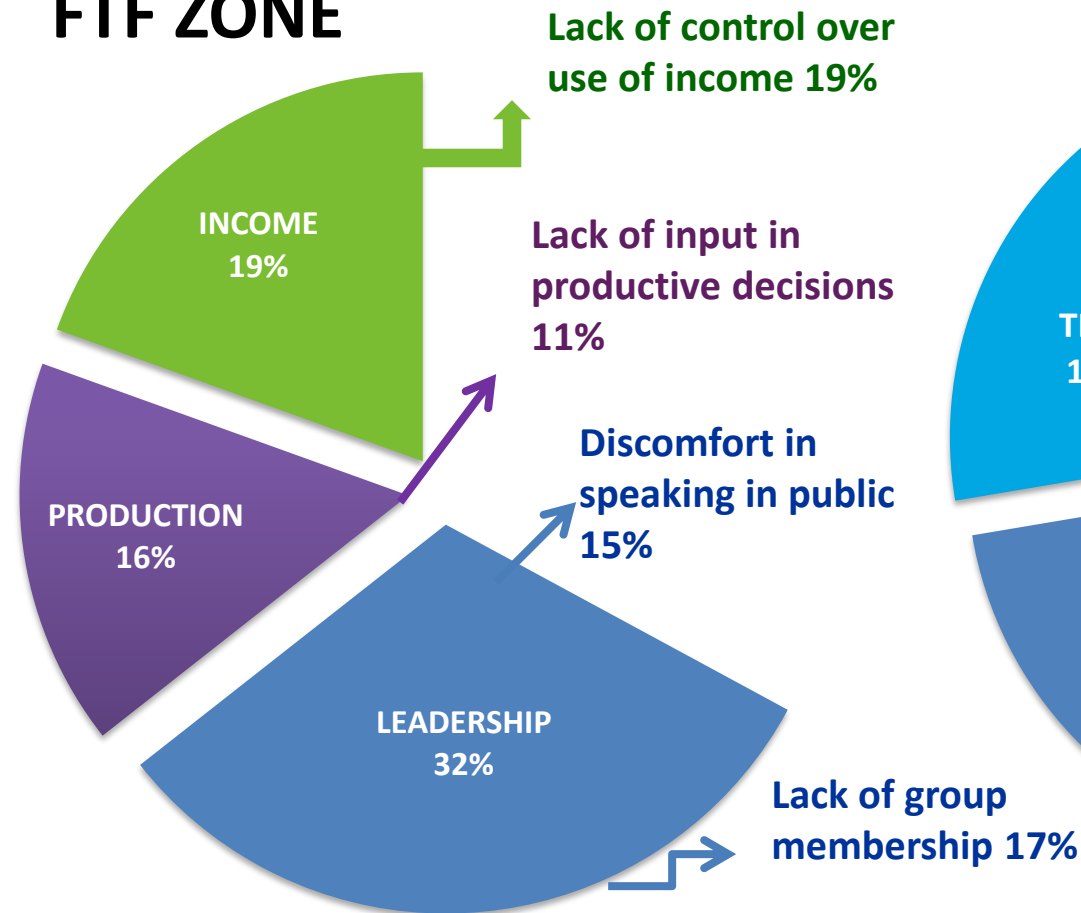 FTF ZONE
Lack of control over
use of income 19%
INCOME
19%
Lack of input in
productive decisions
11%
Discomfort in
speaking in public
15%
PRODUCTION
16%
LEADERSHIP
32%
Lack of group
membership 17%